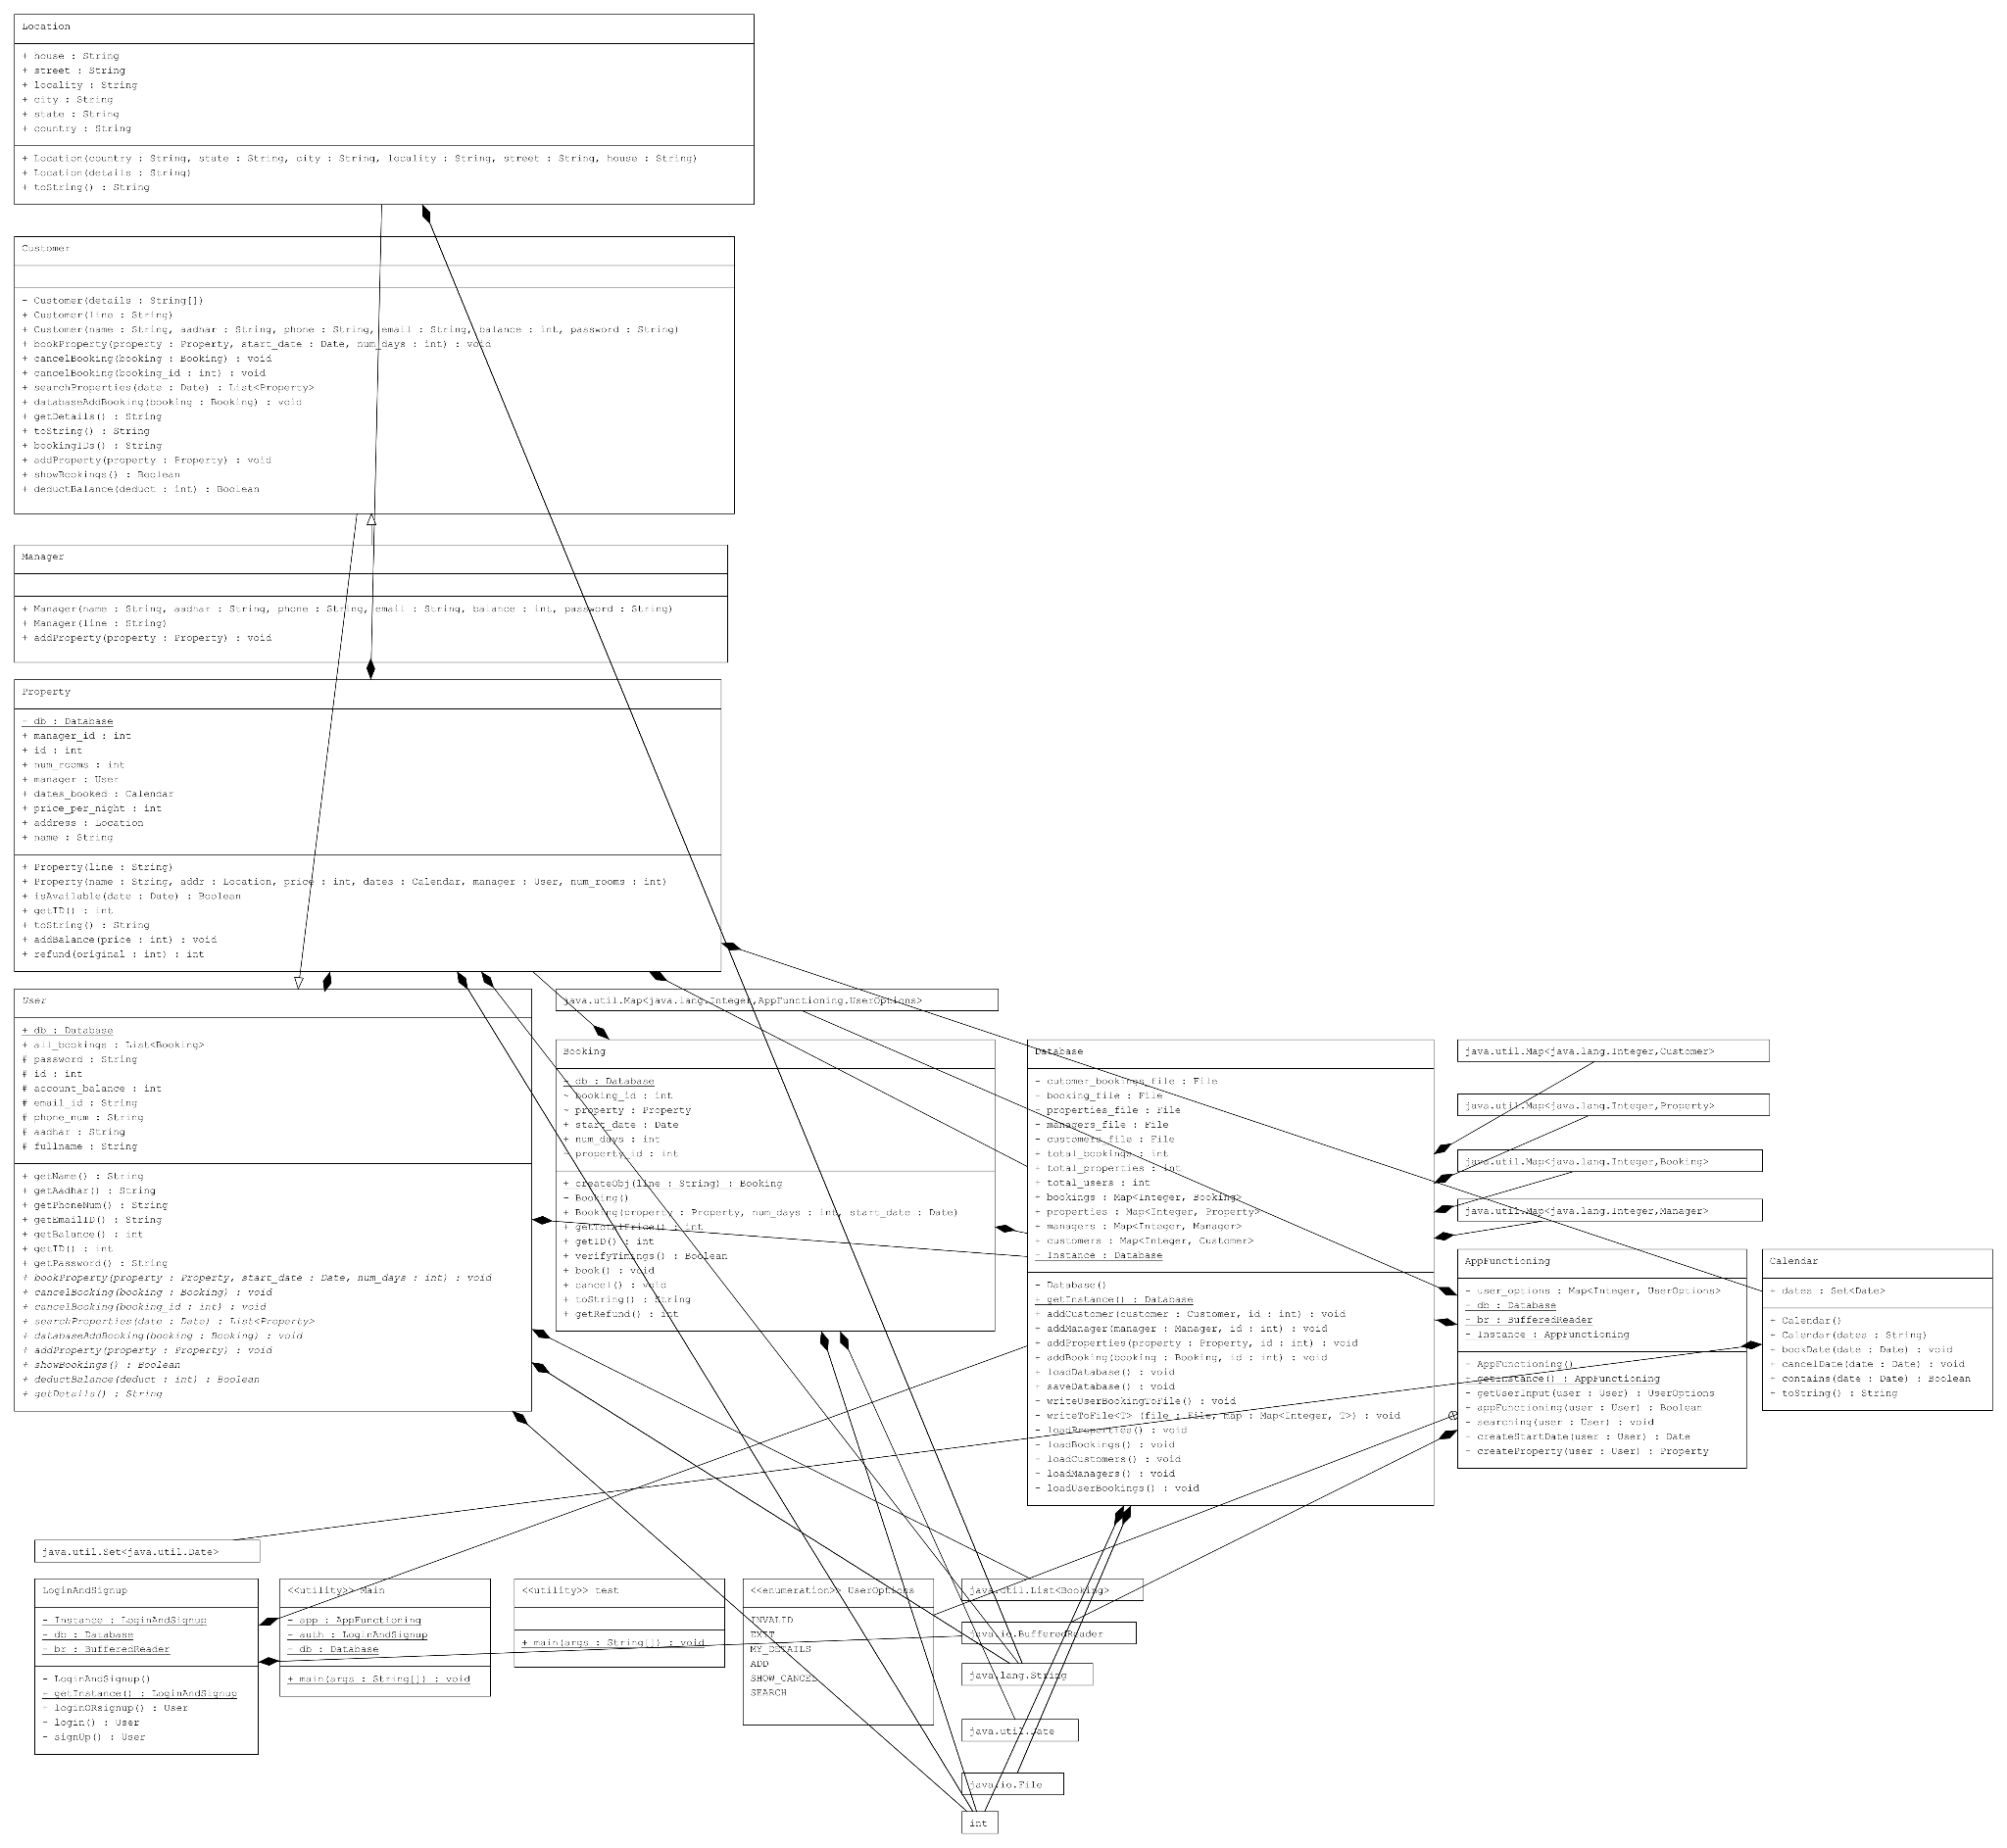 Location
+ house : String
+ street : String
+ locality : String
+ city : String
+ state : String
+ country : String
+ Location(country : String, state : String, city : String, locality : String, street : String, house : String)
+ Location(details : String)
+ toString() : String
Customer
- Customer(details : String[])
+ Customer(line : String)
+ Customer(name : String, aadhar : String, phone : String, email : String, balance : int, password : String)
+ bookProperty(property : Property, start_date : Date, num_days : int) : void
+ cancelBooking(booking : Booking) : void
+ cancelBooking(booking_id : int) : void
+ searchProperties(date : Date) : List<Property>
+ databaseAddBooking(booking : Booking) : void
+ getDetails() : String
+ toString() : String
+ bookingIDs() : String
+ addProperty(property : Property) : void
+ showBookings() : Boolean
+ deductBalance(deduct : int) : Boolean
Manager
+ Manager(name : String, aadhar : String, phone : String, email : String, balance : int, password : String)
+ Manager(line : String)
+ addProperty(property : Property) : void
Property
- db : Database
+ manager_id : int
+ id : int
+ num_rooms : int
+ manager : User
+ dates_booked : Calendar
+ price_per_night : int
+ address : Location
+ name : String
+ Property(line : String)
+ Property(name : String, addr : Location, price : int, dates : Calendar, manager : User, num_rooms : int)
+ isAvailable(date : Date) : Boolean
+ getID() : int
+ toString() : String
+ addBalance(price : int) : void
+ refund(original : int) : int
User
+ db : Database
+ all_bookings : List<Booking>
# password : String
# id : int
# account_balance : int
# email_id : String
# phone_num : String
# aadhar : String
# fullname : String
+ getName() : String
+ getAadhar() : String
+ getPhoneNum() : String
+ getEmailID() : String
+ getBalance() : int
+ getID() : int
+ getPassword() : String
+ bookProperty(property : Property, start_date : Date, num_days : int) : void
+ cancelBooking(booking : Booking) : void
+ cancelBooking(booking_id : int) : void
+ searchProperties(date : Date) : List<Property>
+ databaseAddBooking(booking : Booking) : void
+ addProperty(property : Property) : void
+ showBookings() : Boolean
+ deductBalance(deduct : int) : Boolean
+ getDetails() : String
java.util.Map<java.lang.Integer,AppFunctioning.UserOptions>
Booking
- db : Database
~ booking_id : int
~ property : Property
+ start_date : Date
+ num_days : int
~ property_id : int
+ createObj(line : String) : Booking
- Booking()
+ Booking(property : Property, num_days : int, start_date : Date)
+ getTotalPrice() : int
+ getID() : int
+ verifyTimings() : Boolean
+ book() : void
+ cancel() : void
+ toString() : String
+ getRefund() : int
Database
- cutomer_bookings_file : File
- booking_file : File
- properties_file : File
- managers_file : File
- customers_file : File
+ total_bookings : int
+ total_properties : int
+ total_users : int
+ bookings : Map<Integer, Booking>
+ properties : Map<Integer, Property>
+ managers : Map<Integer, Manager>
+ customers : Map<Integer, Customer>
- Instance : Database
- Database()
+ getInstance() : Database
+ addCustomer(customer : Customer, id : int) : void
+ addManager(manager : Manager, id : int) : void
+ addProperties(property : Property, id : int) : void
+ addBooking(booking : Booking, id : int) : void
+ loadDatabase() : void
+ saveDatabase() : void
- writeUserBookingToFile() : void
- writeToFile<T> (file : File, map : Map<Integer, T>) : void
- loadProperties() : void
- loadBookings() : void
- loadCustomers() : void
- loadManagers() : void
- loadUserBookings() : void
java.util.Map<java.lang.Integer,Customer>
java.util.Map<java.lang.Integer,Property>
java.util.Map<java.lang.Integer,Booking>
java.util.Map<java.lang.Integer,Manager>
AppFunctioning
- user_options : Map<Integer, UserOptions>
- db : Database
- br : BufferedReader
- Instance : AppFunctioning
- AppFunctioning()
+ getInstance() : AppFunctioning
- getUserInput(user : User) : UserOptions
- appFunctioning(user : User) : Boolean
- searching(user : User) : void
- createStartDate(user : User) : Date
- createProperty(user : User) : Property
Calendar
+ dates : Set<Date>
+ Calendar()
+ Calendar(datea : String)
+ bookDate(date : Date) : void
+ cancelDate(date : Date) : void
+ contains(date : Date) : Boolean
+ toString() : String
java.util.Set<java.util.Date>
LoginAndSignup
- Instance : LoginAndSignup
- db : Database
- br : BufferedReader
- LoginAndSignup()
+ getInstance() : LoginAndSignup
+ loginORsignup() : User
- login() : User
- signUp() : User
<<utility>> Main
- app : AppFunctioning
- auth : LoginAndSignup
- db : Database
+ main(args : String[]) : void
<<utility>> test
+ main(args : String[]) : void
<<enumeration>> UserOptions
INVALID
EXIT
MY_DETAILS
ADD
SHOW_CANCEL
SEARCH
java.util.List<Booking>
java.io.BufferedReader
java.lang.String
java.util.Date
java.io.File
int